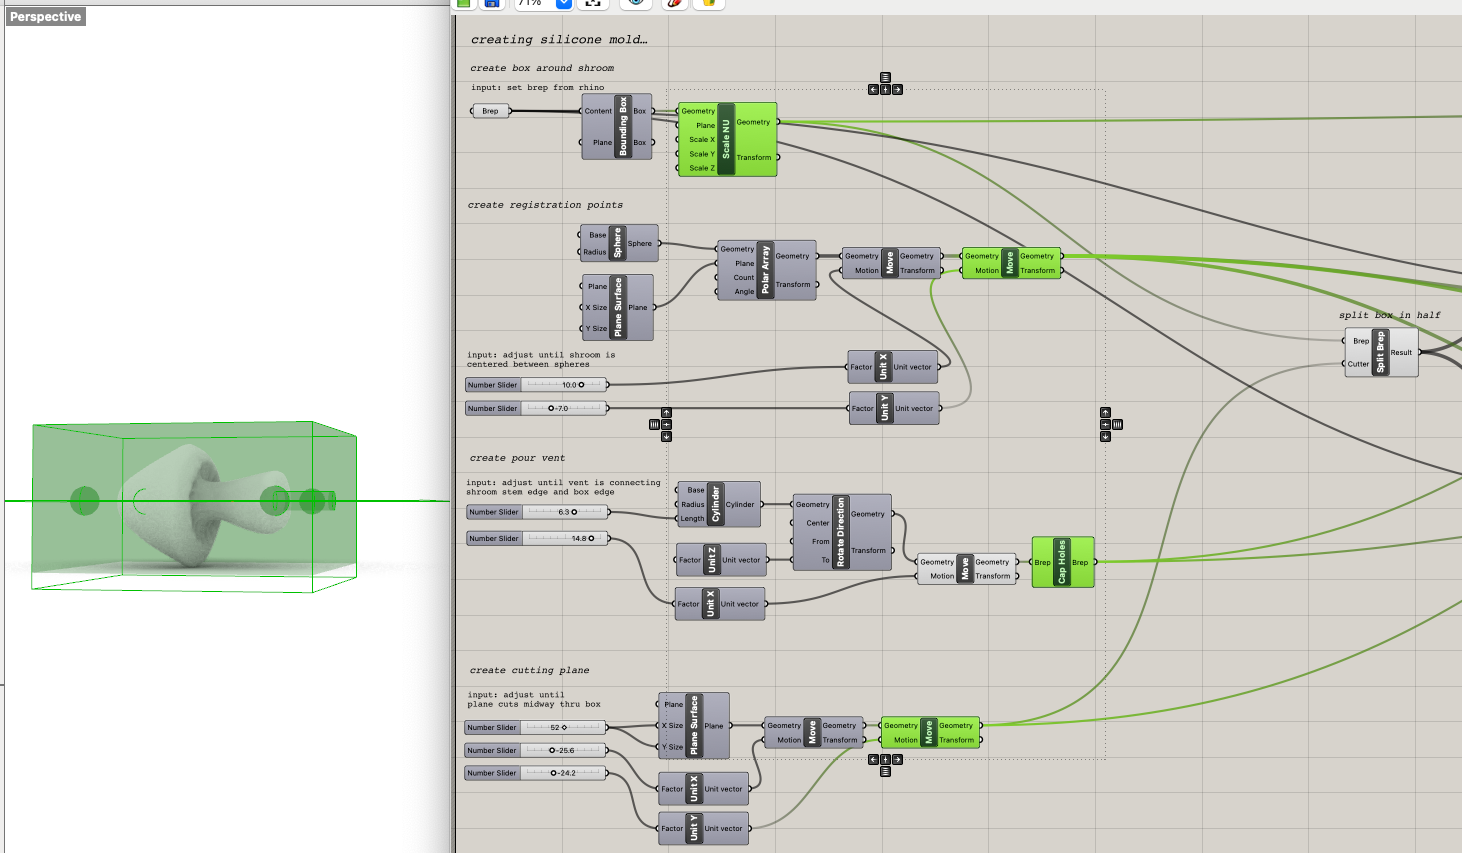 Perspective
71%
creating silicone mold…
create box around shroom
input: set brep from rhino
Brep
Content
Plane
Bounding Box
Box
Box
Geometry
Plane
Scale X
Scale Y
Scale Z
Scale NU
Geometry
Transform
create registration points
Base
Radius
Sphere
Sphere
Plane
X Size
Y Size
Plane Surface
Plane
Geometry
Plane
Count
Angle
Polar Array
Geometry
Transform
Geometry
Motion
Move
Geometry
Transform
Geometry
Motion
Move
Geometry
Transform
split box in half
Brep
Cutter
Split Brep
Result
input: adjust until shroom is
centered between spheres
Number Slider 10.0
Number Slider -7.0
Factor
Unit X
Unit vector
Factor
Unit Y
Unit vector
create pour vent
input: adjust until vent is connecting
shroom stem edge and box edge
Number Slider 6.3
Number Slider 14.8
Base
Radius
Length
Cylinder
Cylinder
Factor
Unit Z
Unit vector
Factor
Unit X
Unit vector
Geometry
Center
From
To
Rotate Direction
Geometry
Transform
Geometry
Motion
Move
Geometry
Transform
Brep
Cap Holes
Brep
create cutting plane
input: adjust until
plane cuts midway thru box
Number Slider 52
Number Slider -25.6
Number Slider -24.2
Plane
X Size
Y Size
Plane Surface
Plane
Geometry
Motion
Move
Geometry
Transform
Geometry
Motion
Move
Geometry
Transform
Factor
Unit X
Unit vector
Factor
Unit Y
Unit vector